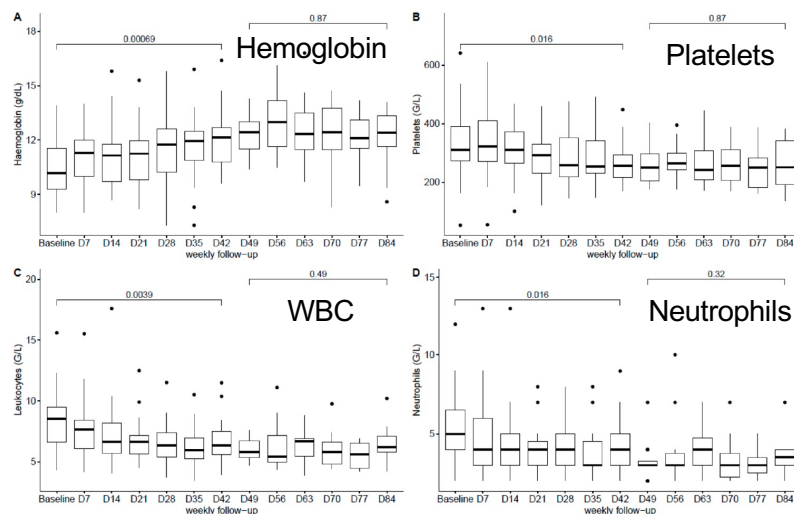 A
Hemoglobin
0.87
0.00069
Haemoglobin (g/dL)
18
15
12
9
Baseline D7 D14 D21 D28 D35 D42 D49 D56 D63 D70 D77 D84
weekly follow-up
B
Platelets
0.87
0.016
Platelets (G/L)
600
400
200
Baseline D7 D14 D21 D28 D35 D42 D49 D56 D63 D70 D77 D84
weekly follow-up
C
WBC
0.49
0.0039
Leukocytes (G/L)
20
15
10
5
Baseline D7 D14 D21 D28 D35 D42 D49 D56 D63 D70 D77 D84
weekly follow-up
D
Neutrophils
0.32
0.016
Neutrophils (G/L)
15
10
5
Baseline D7 D14 D21 D28 D35 D42 D49 D56 D63 D70 D77 D84
weekly follow-up